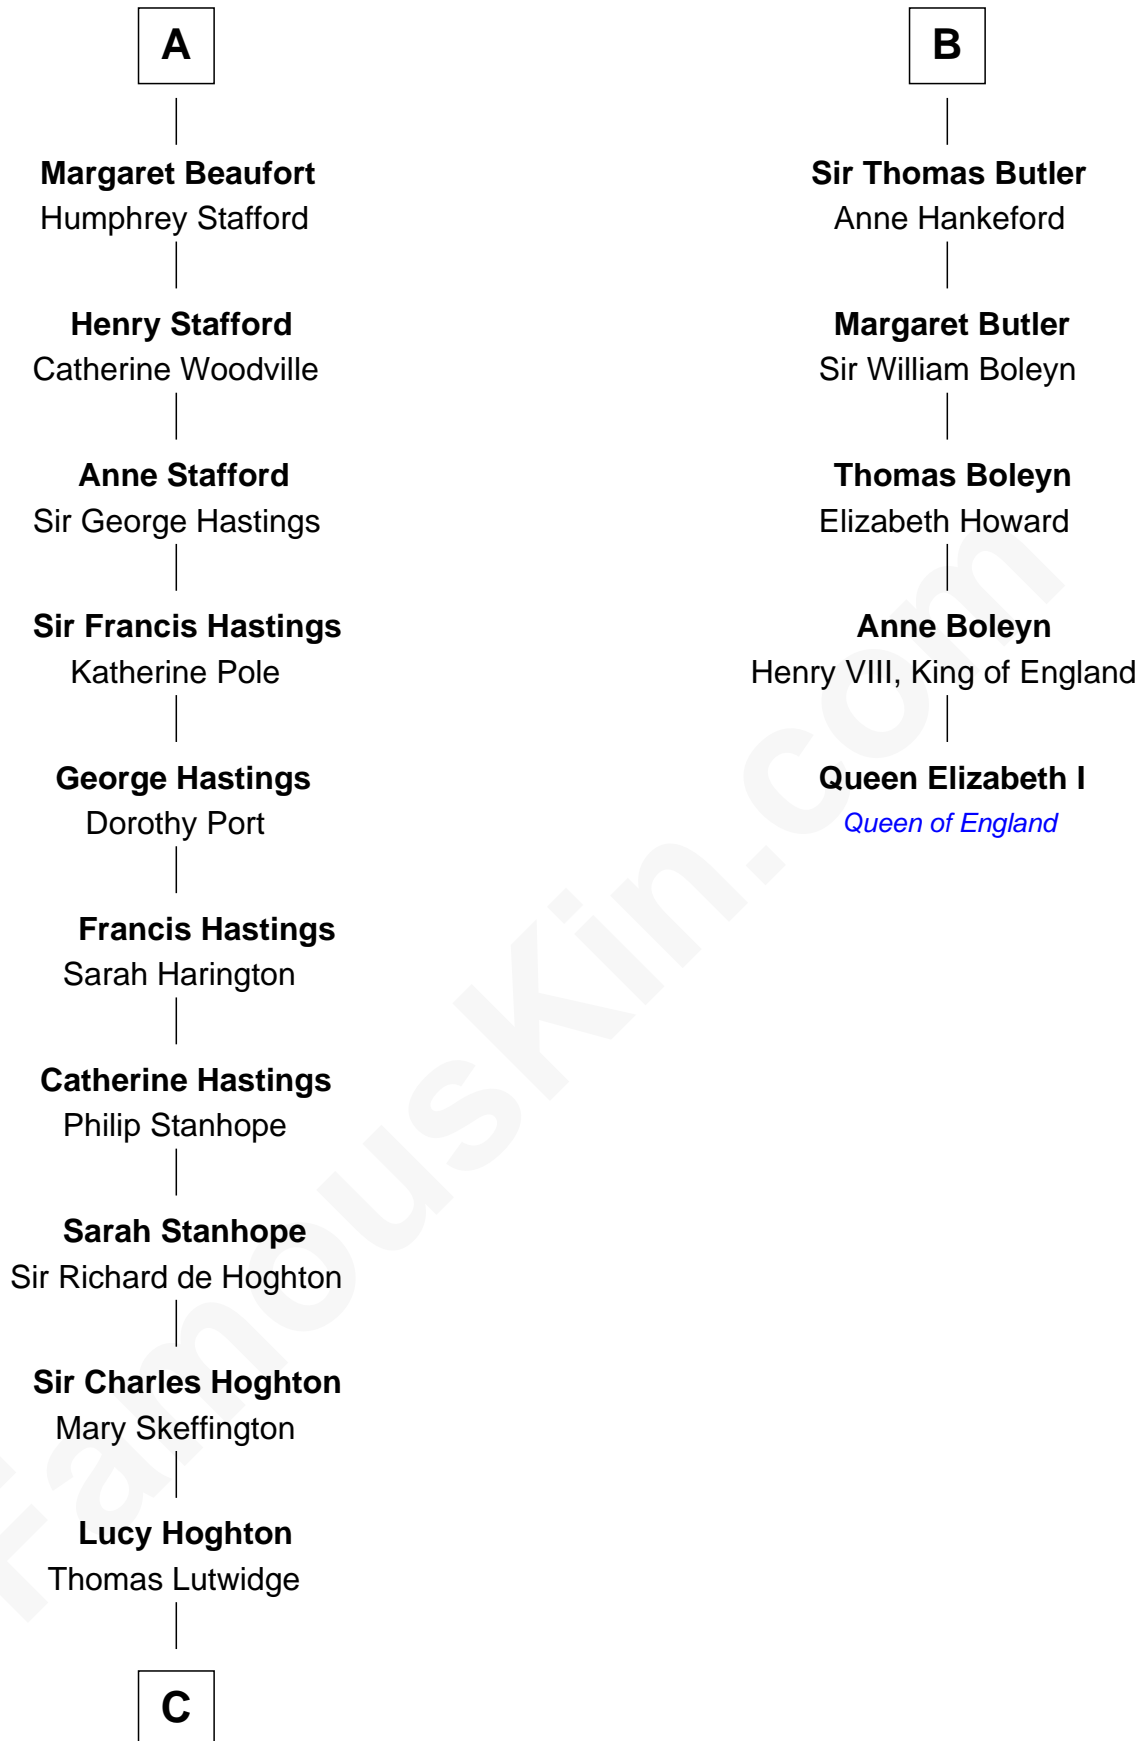 A
Margaret Beaufort
Humphrey Stafford
Henry Stafford
Catherine Woodville
Anne Stafford
Sir George Hastings
Sir Francis Hastings
Katherine Pole
George Hastings
Dorothy Port
Francis Hastings
Sarah Harington
Catherine Hastings
Philip Stanhope
Sarah Stanhope
Sir Richard de Hoghton
Sir Charles Hoghton
Mary Skeffington
Lucy Hoghton
Thomas Lutwidge
C
B
Sir Thomas Butler
Anne Hankeford
Margaret Butler
Sir William Boleyn
Thomas Boleyn
Elizabeth Howard
Anne Boleyn
Henry VIII, King of England
Queen Elizabeth I
Queen of England
FamousKin.com